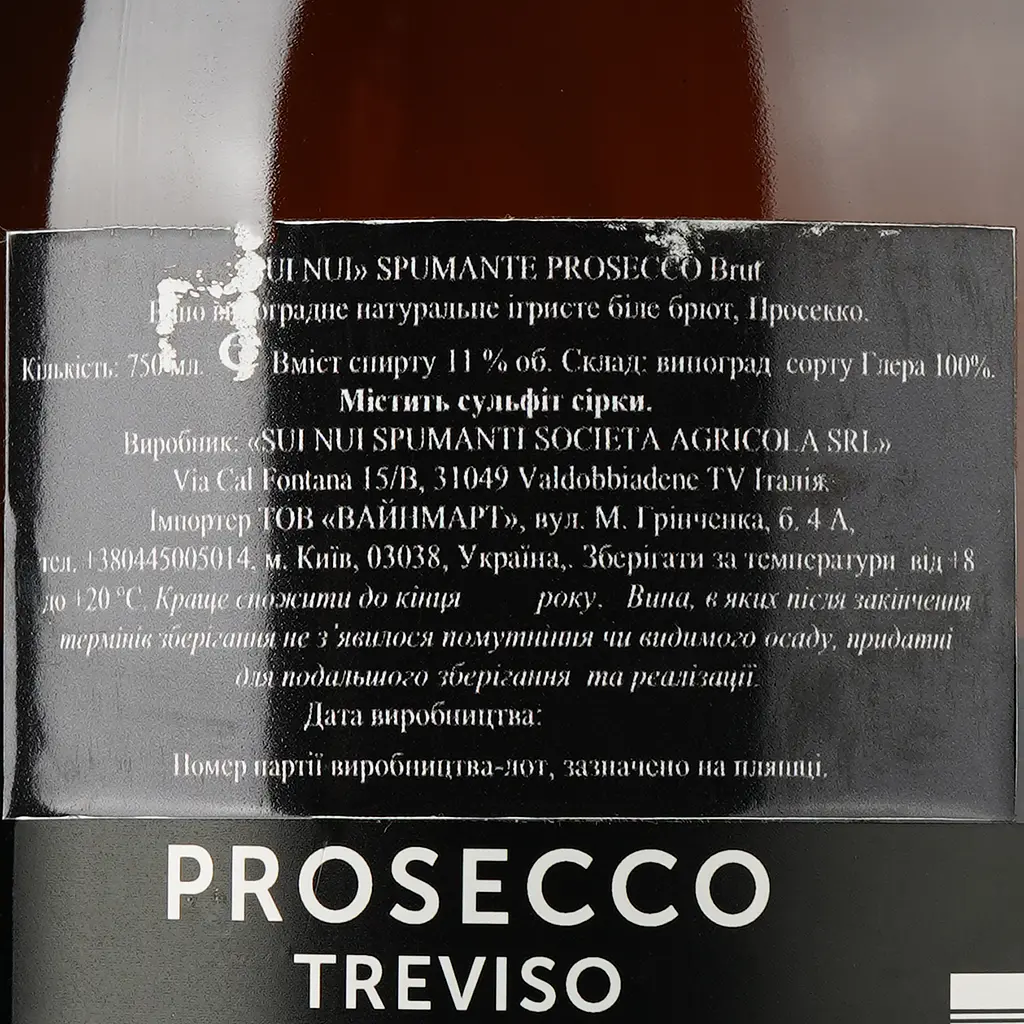 SUI NUI» SPUMANTE PROSECCO Brut
Вино виноградне натуральне ігристе біле брют, Просекко.
Кількість: 750 мл. Вміст спирту 11 % об. Склад: виноград сорту Глера 100%.
Містить сульфіт сірки.
Виробник: «SUI NUI SPUMANTI SOCIETA AGRICOLA SRL»
Via Cal Fontana 15/B, 31049 Valdobbiadene TV Італія
Імпортер ТОВ «ВАЙНМАРТ», вул. М. Грінченка, б. 4 А,
тел. +380445005014, м. Київ, 03038, Україна,. Зберігати за температури від +8
до +20 °С. Краще спожити до кінця року. Вина, в яких після закінчення
термінів зберігання не з'явилося помутніння чи видимого осаду, придатні
для подальшого зберігання та реалізації.
Дата виробництва:
Номер партії виробництва-лот, зазначено на пляшці.
PROSECCO
TREVISO